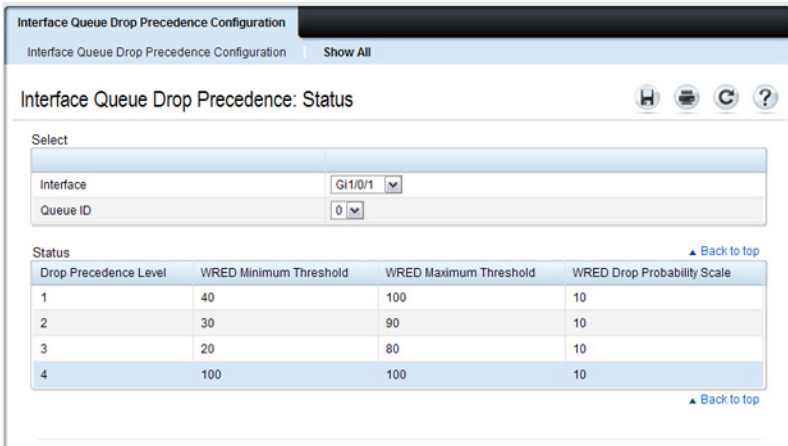 Interface Queue Drop Precedence Configuration
Interface Queue Drop Precedence Configuration Show All
Interface Queue Drop Precedence: Status
Select
Interface Gi1/0/1
Queue ID 0
Status Back to top
Drop Precedence Level WRED Minimum Threshold WRED Maximum Threshold WRED Drop Probability Scale
1 40 100 10
2 30 90 10
3 20 80 10
4 100 100 10
Back to top